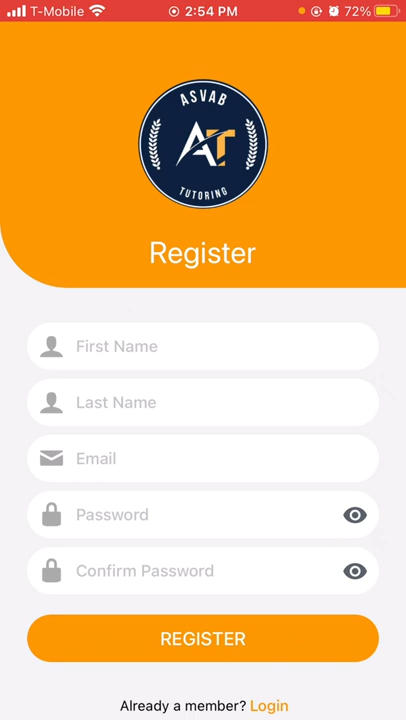 T-Mobile 2:54 PM 72%
ASVAB
AT
TUTORING
Register
First Name
Last Name
Email
Password
Confirm Password
REGISTER
Already a member? Login